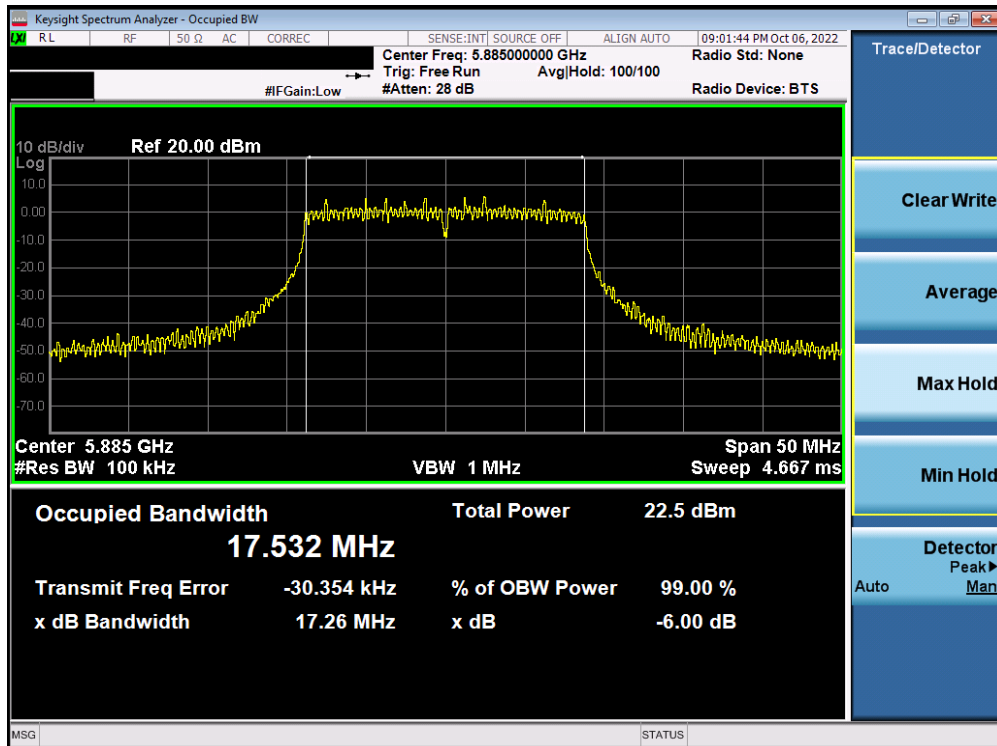 Keysight Spectrum Analyzer - Occupied BW
LXI RL RF 50 Ω AC CORREC SENSE:INT SOURCE OFF ALIGN AUTO 09:01:44 PM Oct 06, 2022
Center Freq: 5.885000000 GHz Radio Std: None
Trig: Free Run Avg|Hold: 100/100
#IFGain:Low #Atten: 28 dB Radio Device: BTS
10 dB/div Ref 20.00 dBm
Log
10.0
0.00
-10.0
-20.0
-30.0
-40.0
-50.0
-60.0
-70.0
Center 5.885 GHz Span 50 MHz
#Res BW 100 kHz VBW 1 MHz Sweep 4.667 ms
Occupied Bandwidth Total Power 22.5 dBm
17.532 MHz
Transmit Freq Error -30.354 kHz % of OBW Power 99.00 %
x dB Bandwidth 17.26 MHz x dB -6.00 dB
MSG STATUS
Trace/Detector
Clear Write
Average
Max Hold
Min Hold
Detector
Peak▶
Auto Man